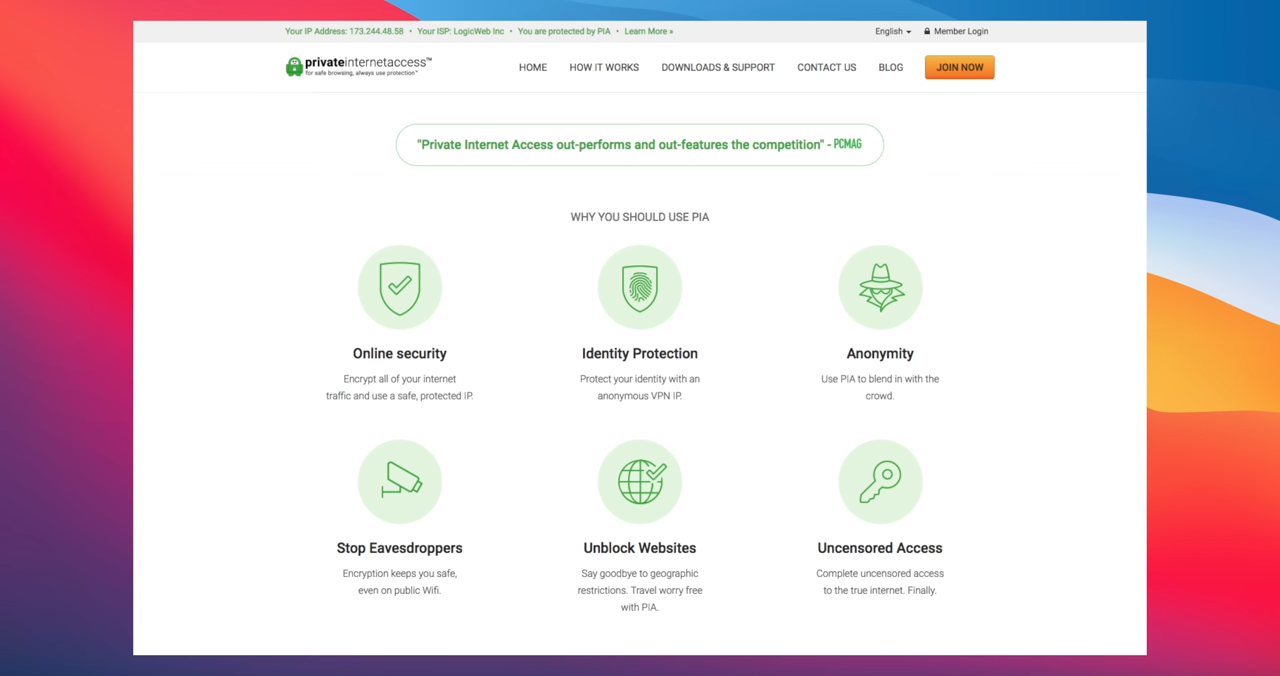 Your IP Address: 173.244.48.58 • Your ISP: LogicWeb Inc • You are protected by PIA • Learn More »
English
Member Login
privateinternetaccess™
for safe browsing, always use protection™
HOME
HOW IT WORKS
DOWNLOADS & SUPPORT
CONTACT US
BLOG
JOIN NOW
"Private Internet Access out-performs and out-features the competition" - PCMAG
WHY YOU SHOULD USE PIA
Online security
Encrypt all of your internet
traffic and use a safe, protected IP.
Identity Protection
Protect your identity with an
anonymous VPN IP.
Anonymity
Use PIA to blend in with the
crowd.
Stop Eavesdroppers
Encryption keeps you safe,
even on public Wifi.
Unblock Websites
Say goodbye to geographic
restrictions. Travel worry free
with PIA.
Uncensored Access
Complete uncensored access
to the true internet. Finally.